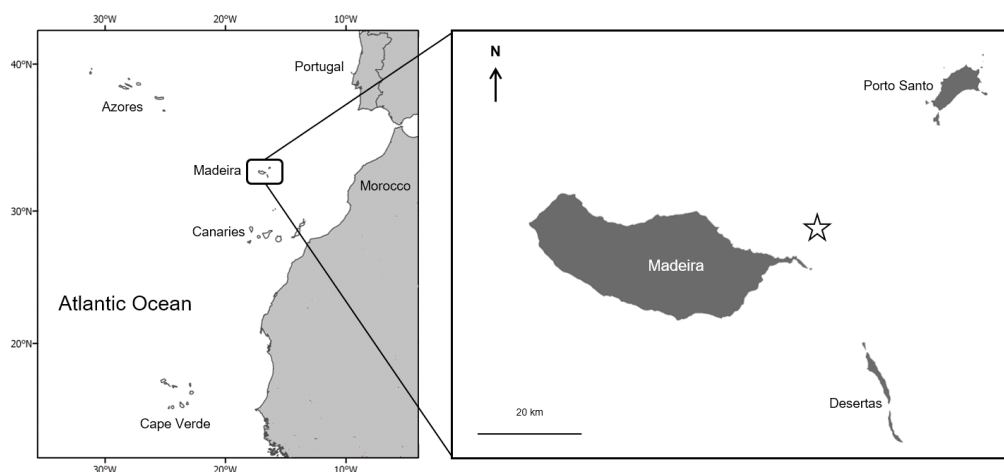 30°W
20°W
10°W
40°N
Portugal
Azores
Madeira
Morocco
30°N
Canaries
Atlantic Ocean
20°N
Cape Verde
30°W
20°W
10°W
N
Porto Santo
Madeira
Desertas
20 km